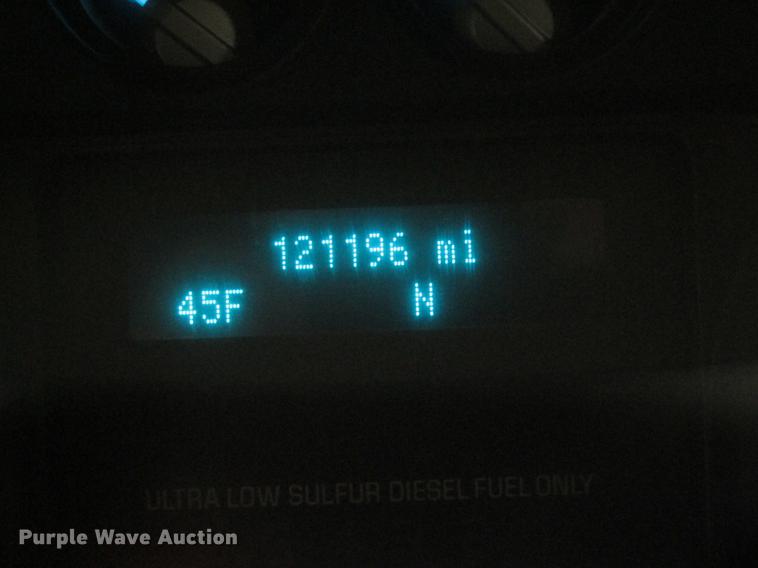 121196 mi
45F N
ULTRA LOW SULFUR DIESEL FUEL ONLY
Purple Wave Auction